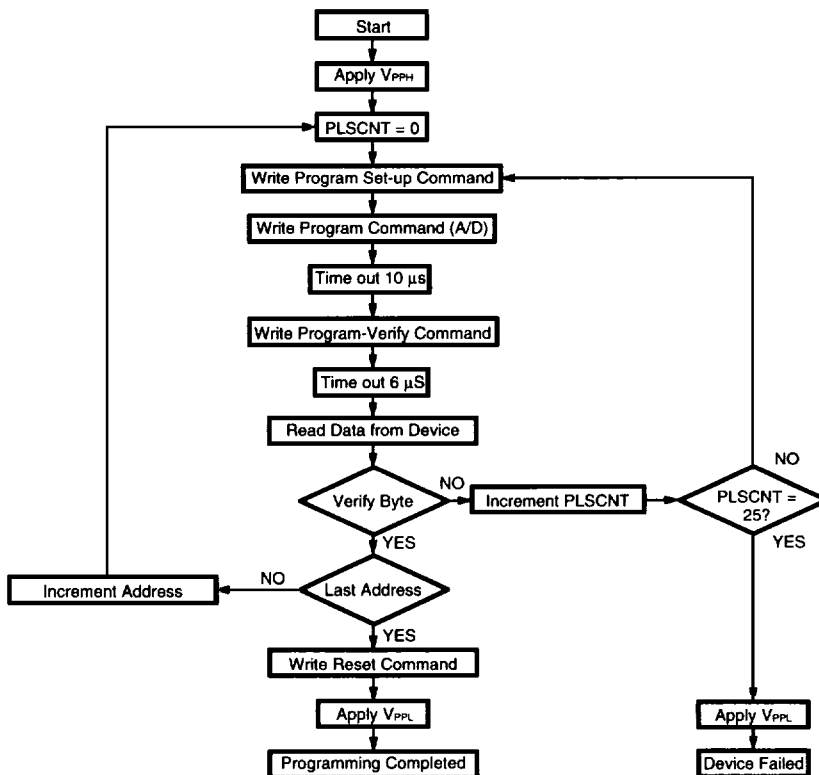 Start
Apply VPPH
PLSCNT = 0
Write Program Set-up Command
Write Program Command (A/D)
Time out 10 μs
Write Program-Verify Command
Time out 6 μS
Read Data from Device
Verify Byte
NO
Increment PLSCNT
PLSCNT =
25?
NO
YES
YES
Last Address
NO
Increment Address
YES
Write Reset Command
Apply VPPL
Programming Completed
Apply VPPL
Device Failed